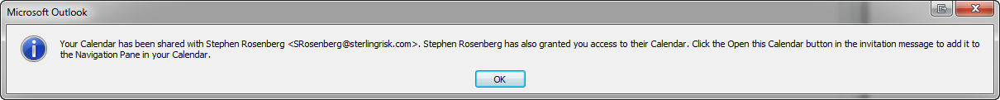 Microsoft Outlook
Your Calendar has been shared with Stephen Rosenberg <SRosenberg@sterlingrisk.com>. Stephen Rosenberg has also granted you access to their Calendar. Click the Open this Calendar button in the invitation message to add it to
the Navigation Pane in your Calendar.
OK